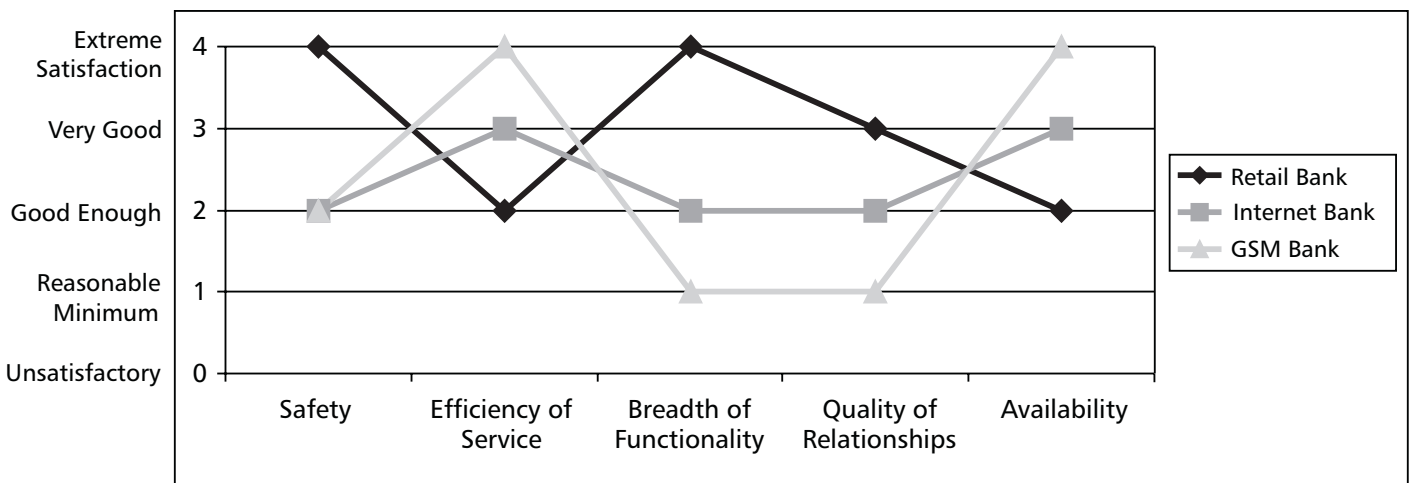 Extreme
Satisfaction
4
Very Good
3
Good Enough
2
Reasonable
Minimum
1
Unsatisfactory
0
Safety
Efficiency of
Service
Breadth of
Functionality
Quality of
Relationships
Availability
Retail Bank
Internet Bank
GSM Bank